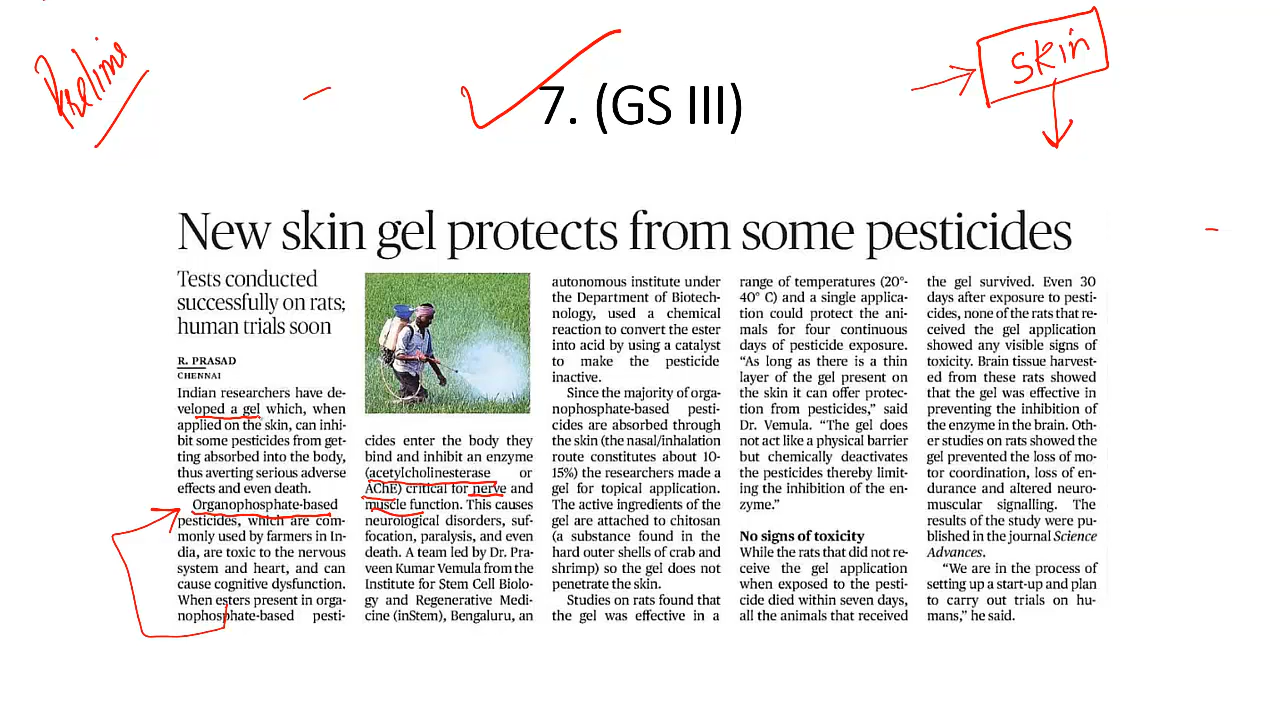 Prelims
skin
7. (GS III)
New skin gel protects from some pesticides
Tests conducted
successfully on rats;
human trials soon
R. PRASAD
CHENNAI
Indian researchers have de-
veloped a gel which, when
applied on the skin, can inhi-
bit some pesticides from get-
ting absorbed into the body,
thus averting serious adverse
effects and even death.
Organophosphate-based
pesticides, which are com-
monly used by farmers in In-
dia, are toxic to the nervous
system and heart, and can
cause cognitive dysfunction.
When esters present in orga-
nophosphate-based pesti-
cides enter the body they
bind and inhibit an enzyme
(acetylcholinesterase or
AChE) critical for nerve and
muscle function. This causes
neurological disorders, suf-
focation, paralysis, and even
death. A team led by Dr. Pra-
veen Kumar Vemula from the
Institute for Stem Cell Biolo-
gy and Regenerative Medi-
cine (inStem), Bengaluru, an
autonomous institute under
the Department of Biotech-
nology, used a chemical
reaction to convert the ester
into acid by using a catalyst
to make the pesticide
inactive.
Since the majority of orga-
nophosphate-based pesti-
cides are absorbed through
the skin (the nasal/inhalation
route constitutes about 10-
15%) the researchers made a
gel for topical application.
The active ingredients of the
gel are attached to chitosan
(a substance found in the
hard outer shells of crab and
shrimp) so the gel does not
penetrate the skin.
Studies on rats found that
the gel was effective in a
range of temperatures (20°-
40° C) and a single applica-
tion could protect the ani-
mals for four continuous
days of pesticide exposure.
“As long as there is a thin
layer of the gel present on
the skin it can offer protec-
tion from pesticides,” said
Dr. Vemula. “The gel does
not act like a physical barrier
but chemically deactivates
the pesticides thereby limit-
ing the inhibition of the en-
zyme.”
No signs of toxicity
While the rats that did not re-
ceive the gel application
when exposed to the pesti-
cide died within seven days,
all the animals that received
the gel survived. Even 30
days after exposure to pesti-
cides, none of the rats that re-
ceived the gel application
showed any visible signs of
toxicity. Brain tissue harvest-
ed from these rats showed
that the gel was effective in
preventing the inhibition of
the enzyme in the brain. Oth-
er studies on rats showed the
gel prevented the loss of mo-
tor coordination, loss of en-
durance and altered neuro-
muscular signalling. The
results of the study were pu-
blished in the journal Science
Advances.
“We are in the process of
setting up a start-up and plan
to carry out trials on hu-
mans,” he said.